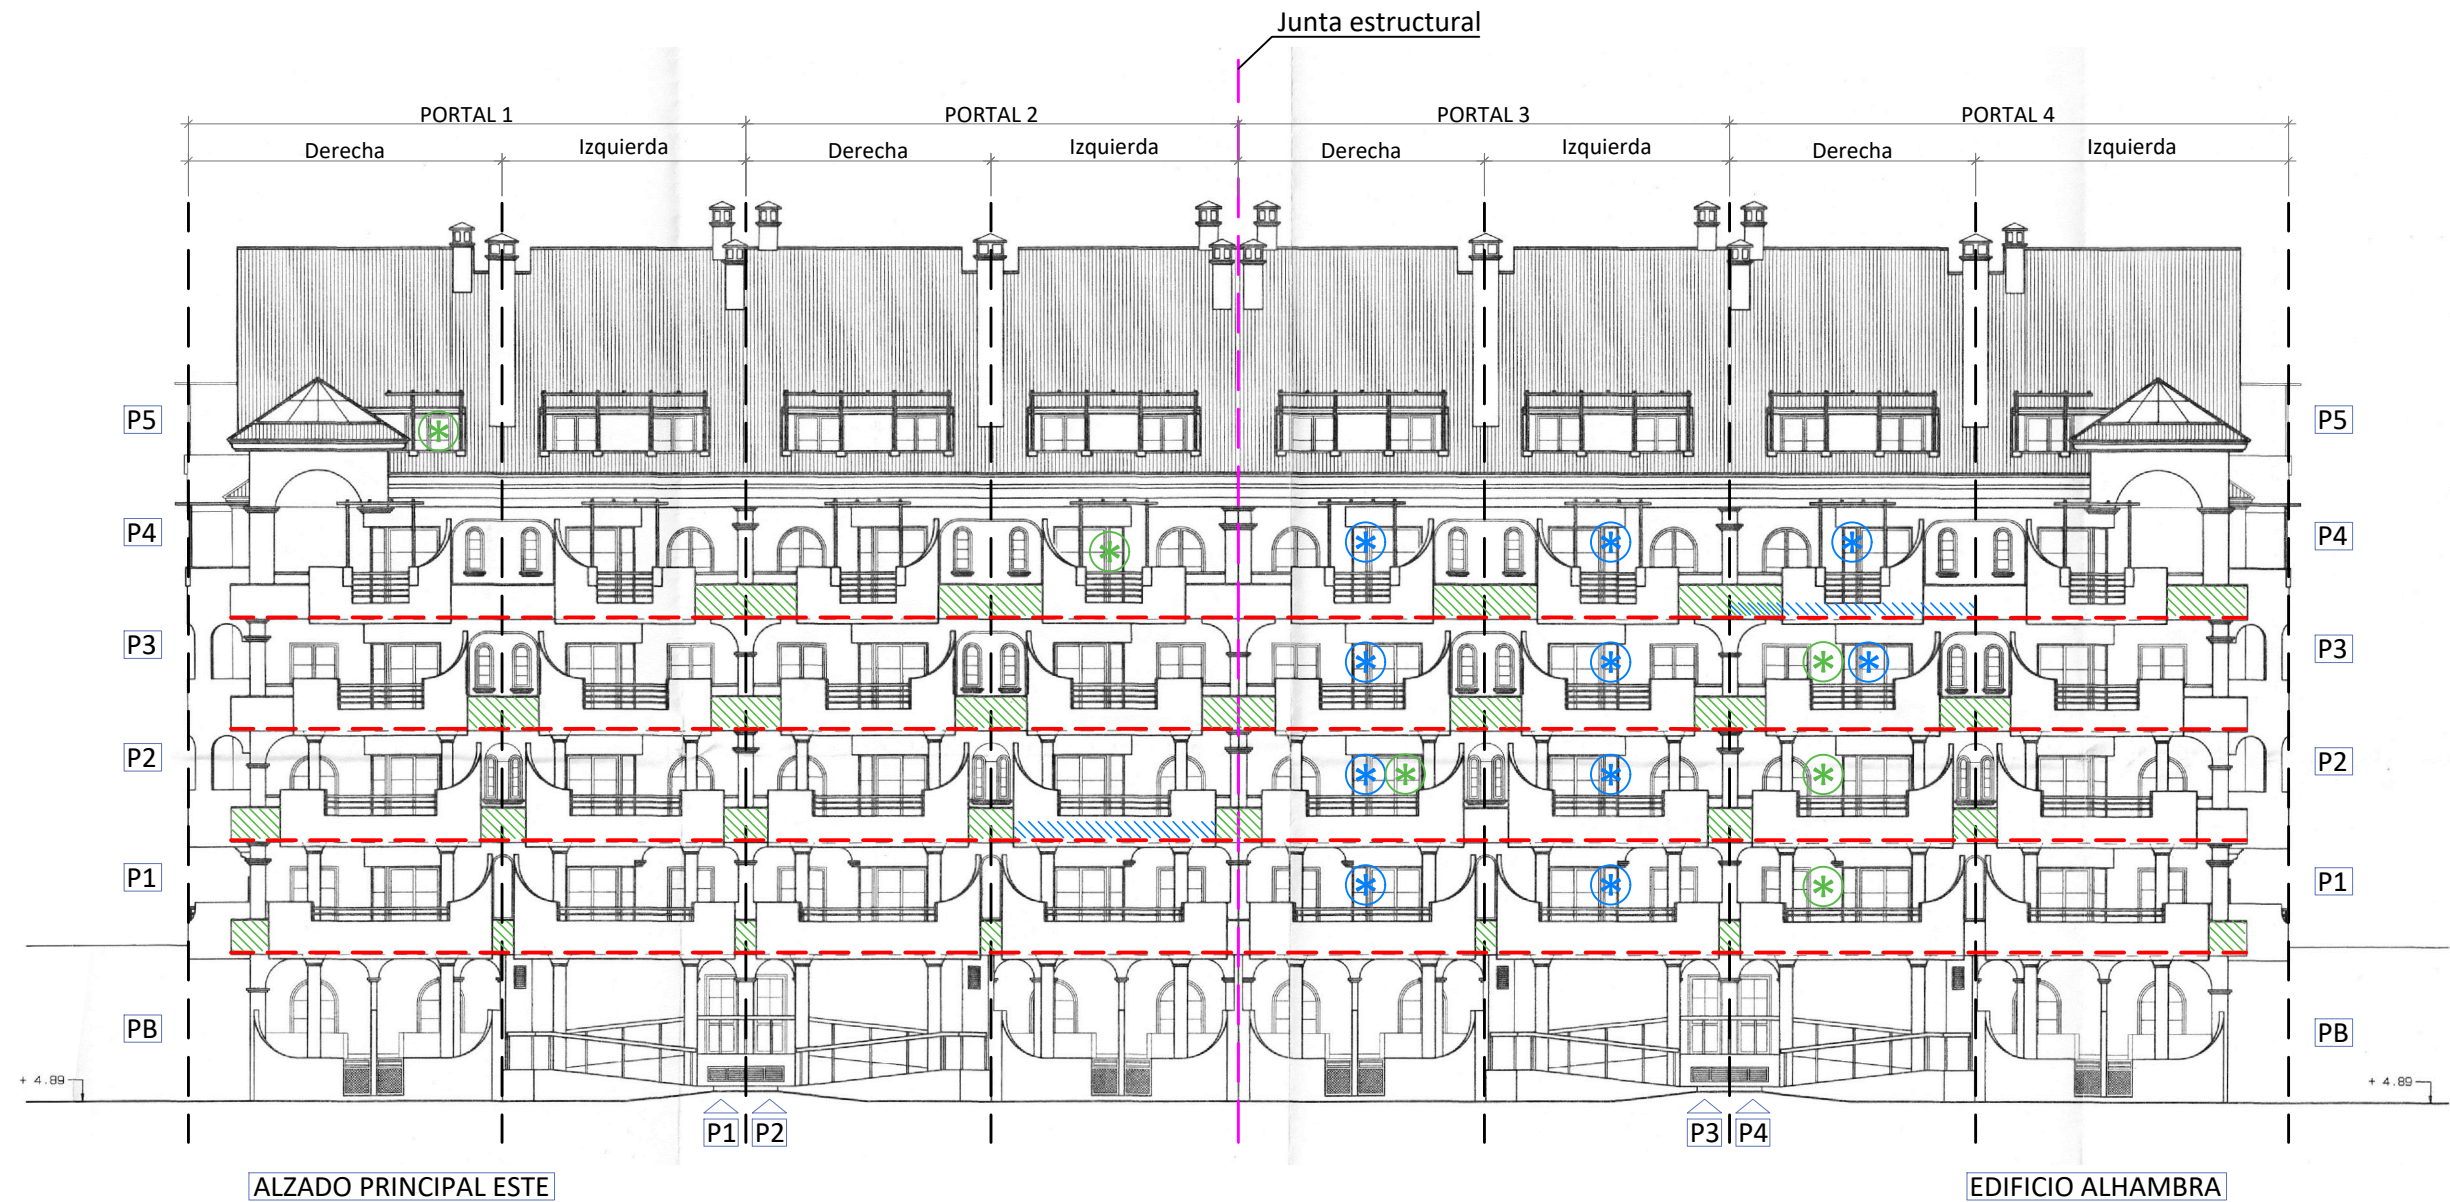 Junta estructural
PORTAL 1
PORTAL 2
PORTAL 3
PORTAL 4
Derecha
Izquierda
Derecha
Izquierda
Derecha
Izquierda
Derecha
Izquierda
P5
P5
P4
P4
P3
P3
P2
P2
P1
P1
PB
PB
+ 4.89
+ 4.89
P1
P2
P3
P4
ALZADO PRINCIPAL ESTE
EDIFICIO ALHAMBRA